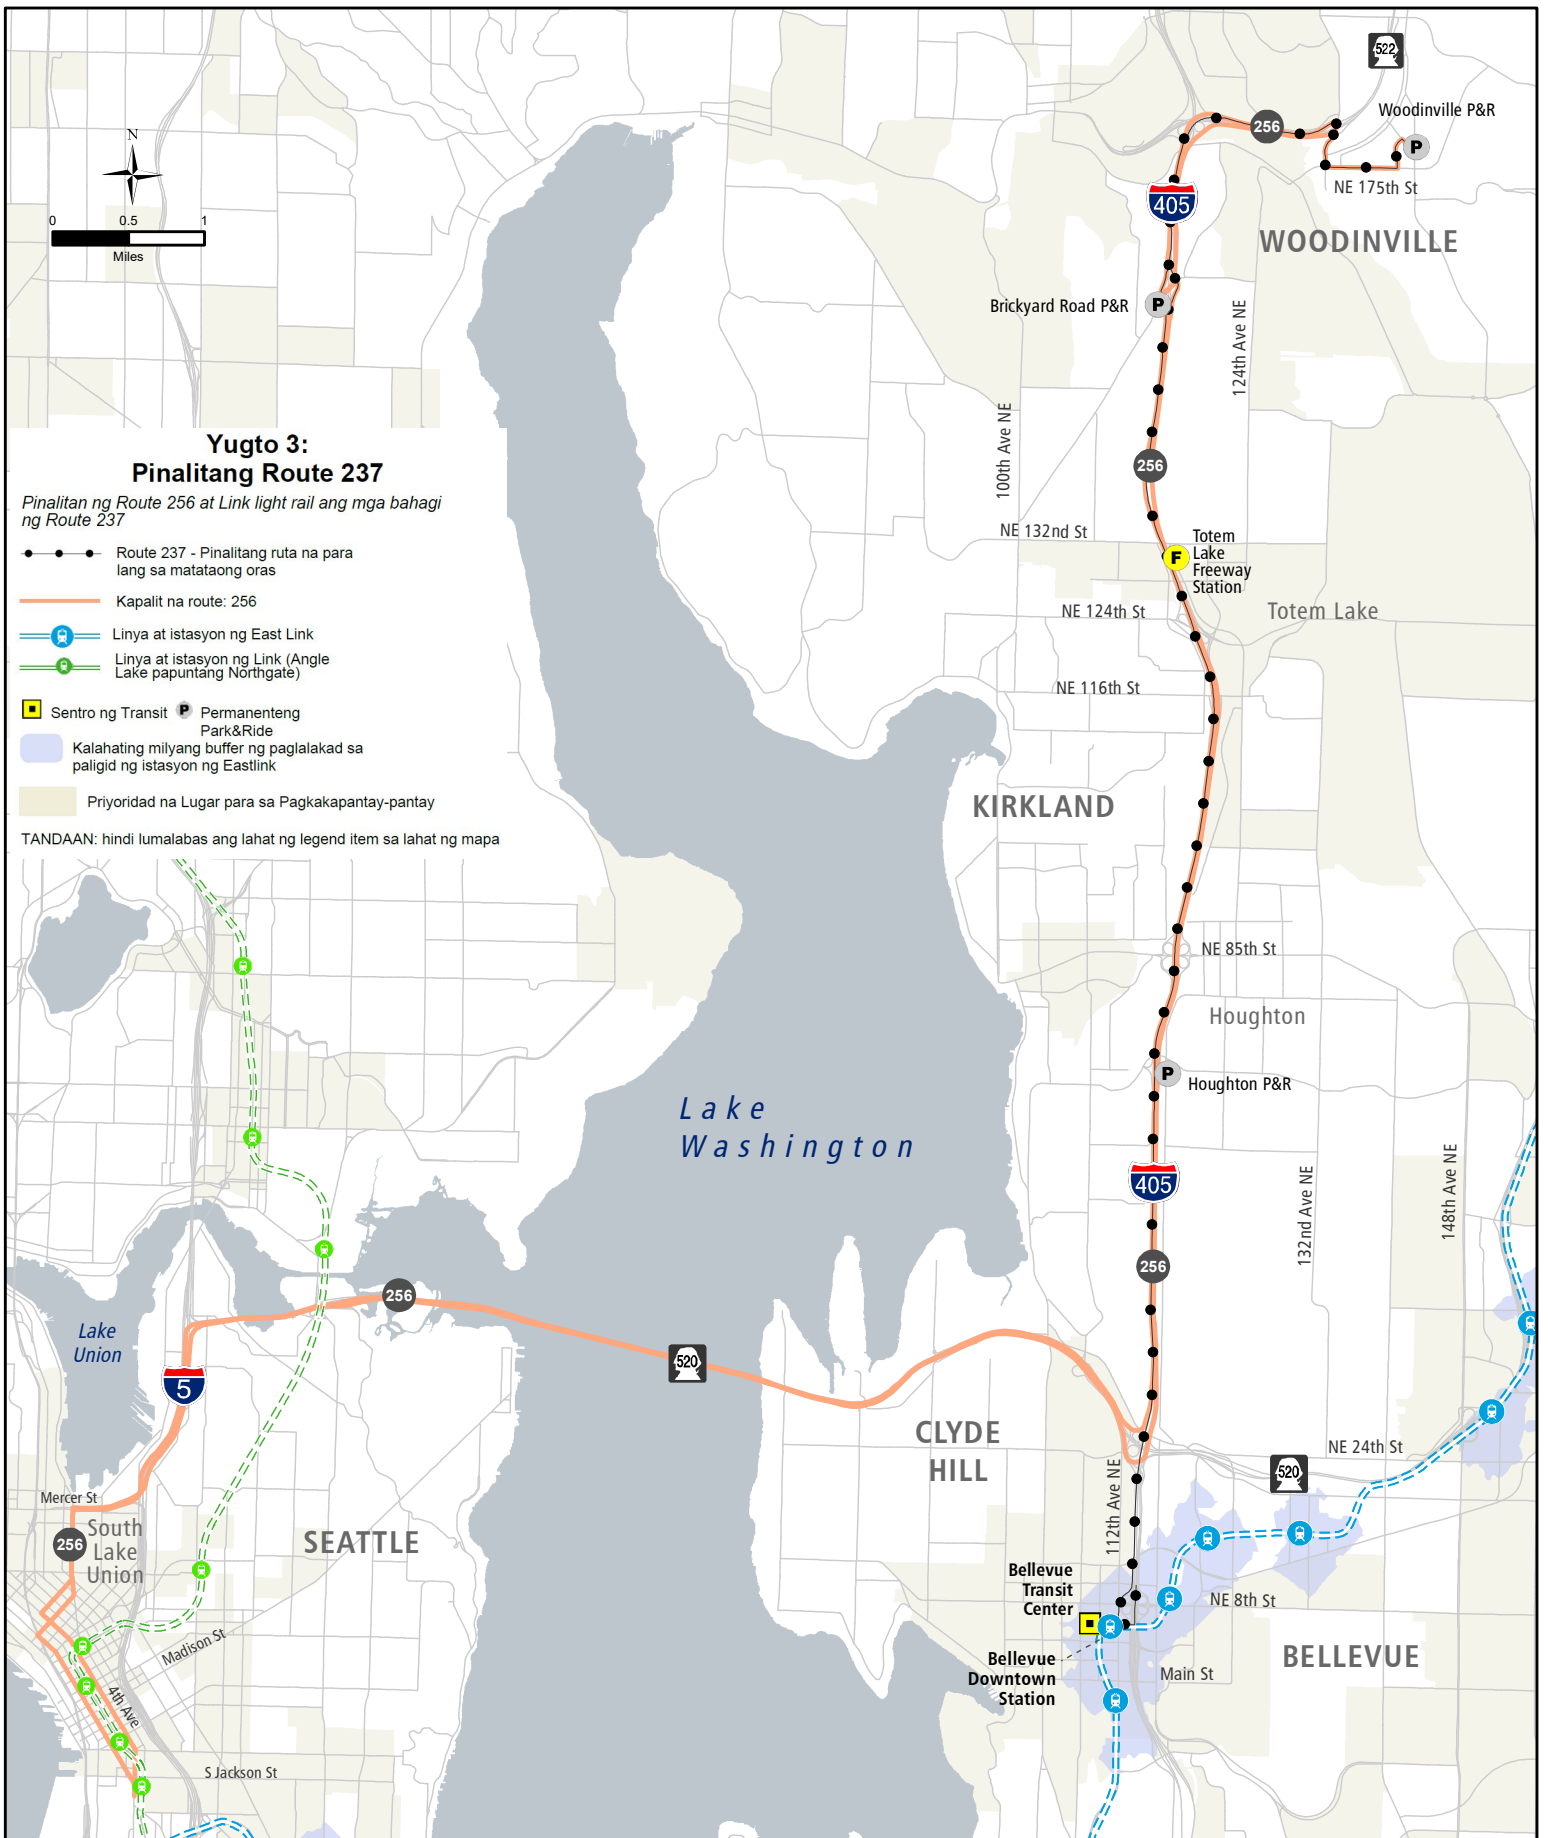 522
Woodinville P&R
256
P
NE 175th St
N
405
0 0.5 1
Miles
WOODINVILLE
Brickyard Road P&R
P
124th Ave NE
100th Ave NE
Yugto 3:
Pinalitang Route 237
Pinalitan ng Route 256 at Link light rail ang mga bahagi
ng Route 237
Route 237 - Pinalitang ruta na para
lang sa matataong oras
Kapalit na route: 256
Linya at istasyon ng East Link
Linya at istasyon ng Link (Angle
Lake papuntang Northgate)
Sentro ng Transit
P
Permanenteng
Park&Ride
Kalahating milyang buffer ng paglalakad sa
paligid ng istasyon ng Eastlink
Priyoridad na Lugar para sa Pagkakapantay-pantay
TANDAAN: hindi lumalabas ang lahat ng legend item sa lahat ng mapa
256
NE 132nd St
F
Totem
Lake
Freeway
Station
NE 124th St
Totem Lake
NE 116th St
KIRKLAND
NE 85th St
Houghton
P
Houghton P&R
Lake
Washington
405
132nd Ave NE
148th Ave NE
256
256
Lake
Union
520
5
CLYDE
HILL
NE 24th St
520
112th Ave NE
Mercer St
256
South
Lake
Union
SEATTLE
Bellevue
Transit
Center
NE 8th St
Madison St
Bellevue
Downtown
Station
BELLEVUE
Main St
4th Ave
S Jackson St